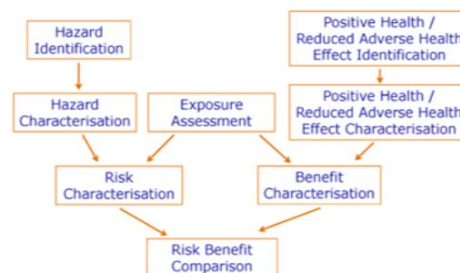 Hazard
Identification
Positive Health /
Reduced Adverse Health
Effect Identification
Hazard
Characterisation
Exposure
Assessment
Positive Health /
Reduced Adverse Health
Effect Characterisation
Risk
Characterisation
Benefit
Characterisation
Risk Benefit
Comparison